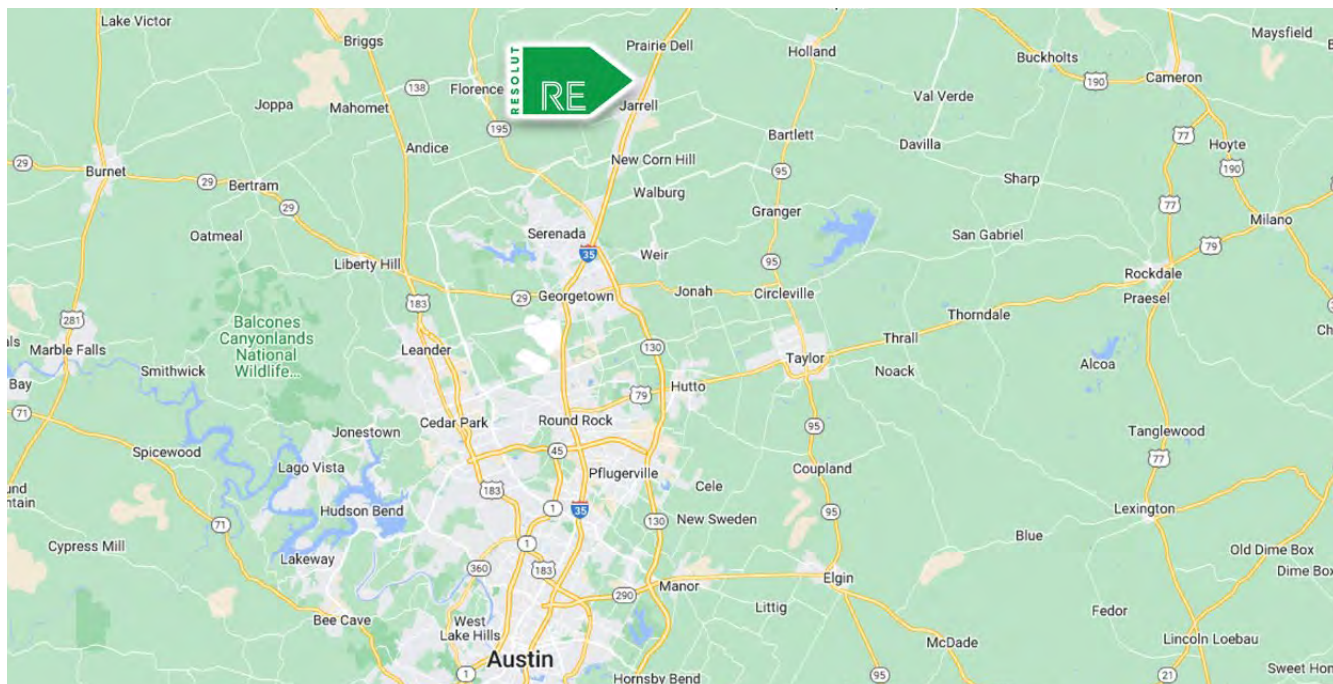 Lake Victor
Briggs
Prairie Dell
Holland
Buckholts
Maysfield
190
Cameron
RESOLUT
RE
Joppa
Mahomet
138
Florence
Jarrell
Val Verde
195
Bartlett
Davilla
77
Hoyte
29
Burnet
Andice
New Corn Hill
190
29
Bertram
95
Sharp
Walburg
77
29
Granger
Milano
Oatmeal
Serenada
San Gabriel
79
35
Weir
Liberty Hill
95
Rockdale
29
Georgetown
Jonah
Circleville
Praesel
183
Thorndale
281
Balcones
Canyonlands
National
Wildlife...
Marble Falls
Leander
130
Thrall
Taylor
Smithwick
Noack
Alcoa
Bay
79
Hutto
71
Cedar Park
Round Rock
95
Jonestown
Tanglewood
Spicewood
45
77
Lago Vista
Pflugerville
Coupland
183
Cele
1
35
Hudson Bend
New Sweden
Lexington
71
130
95
Blue
Cypress Mill
1
Old Dime Box
Lakeway
360
183
Dime Box
Elgin
Manor
290
Littig
Fedor
Bee Cave
West
Lake Hills
McDade
Lincoln
Loebau
Austin
1
Hornsby Bend
95
21